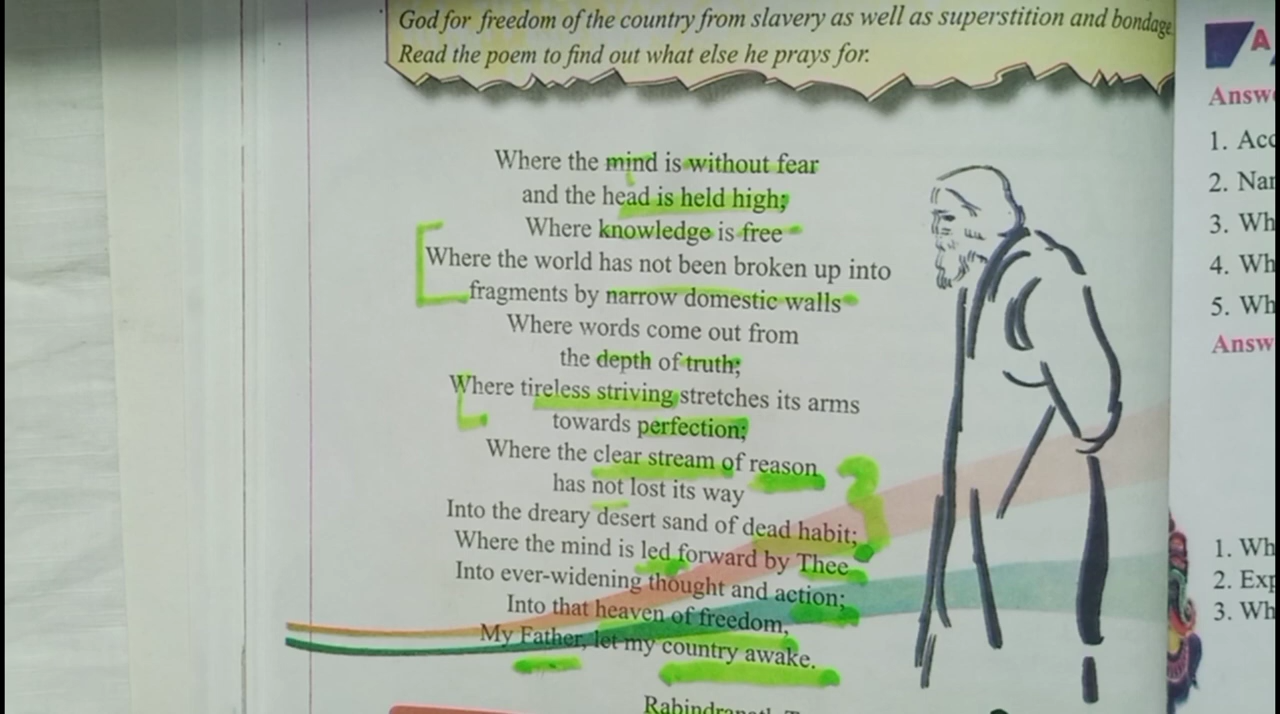 God for freedom of the country from slavery as well as superstition and bondage.
Read the poem to find out what else he prays for.
Where the mind is without fear
and the head is held high;
Where knowledge is free
Where the world has not been broken up into
fragments by narrow domestic walls
Where words come out from
the depth of truth;
Where tireless striving stretches its arms
towards perfection;
Where the clear stream of reason
has not lost its way
Into the dreary desert sand of dead habit;
Where the mind is led forward by Thee
Into ever-widening thought and action;
Into that heaven of freedom,
My Father, let my country awake.
A
1.
2.
3. Wh
4. Wh
5. Wh
1. Wh
2.
3. Wh